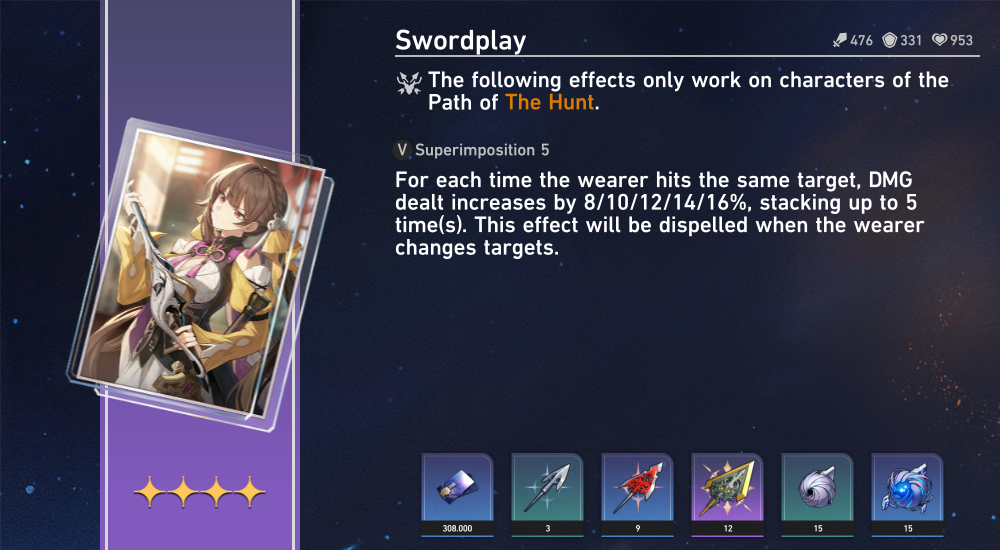 Swordplay
476 331 953
The following effects only work on characters of the
Path of The Hunt.
V Superimposition 5
For each time the wearer hits the same target, DMG
dealt increases by 8/10/12/14/16%, stacking up to 5
time(s). This effect will be dispelled when the wearer
changes targets.
308.000 3 9 12 15 15